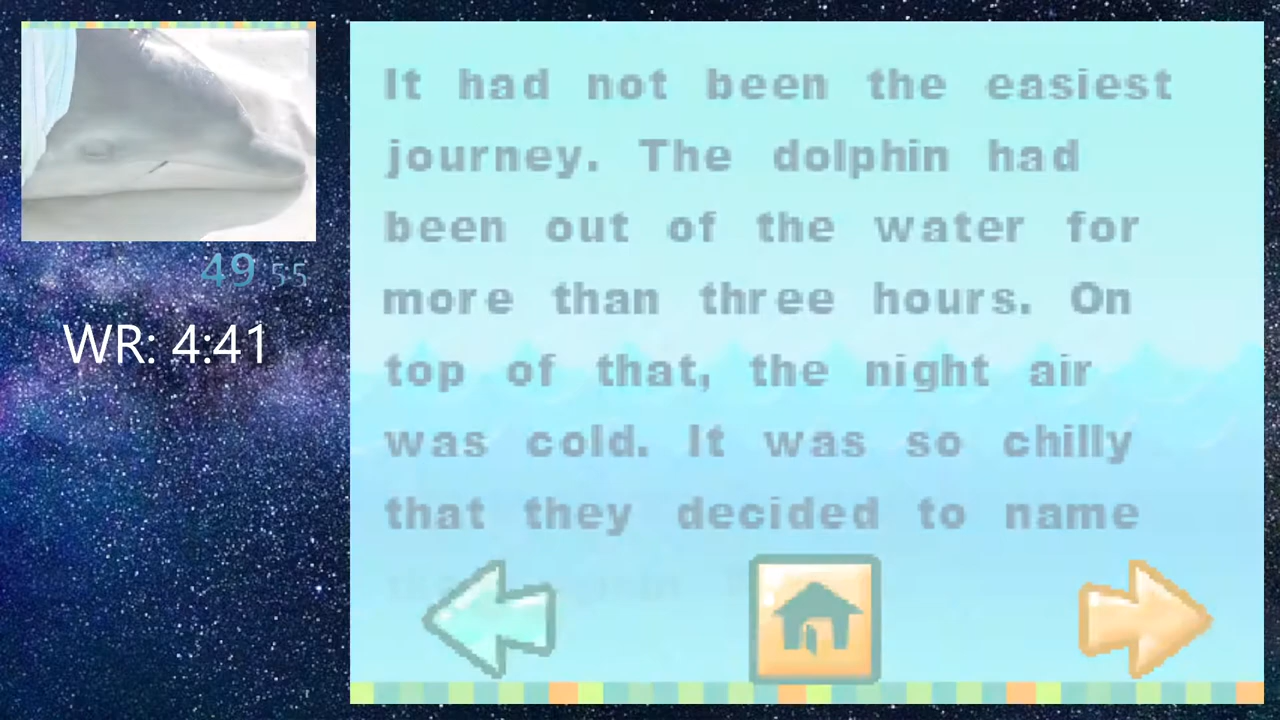 49 55
WR: 4:41
It had not been the easiest
journey. The dolphin had
been out of the water for
more than three hours. On
top of that, the night air
was cold. It was so chilly
that they decided to name